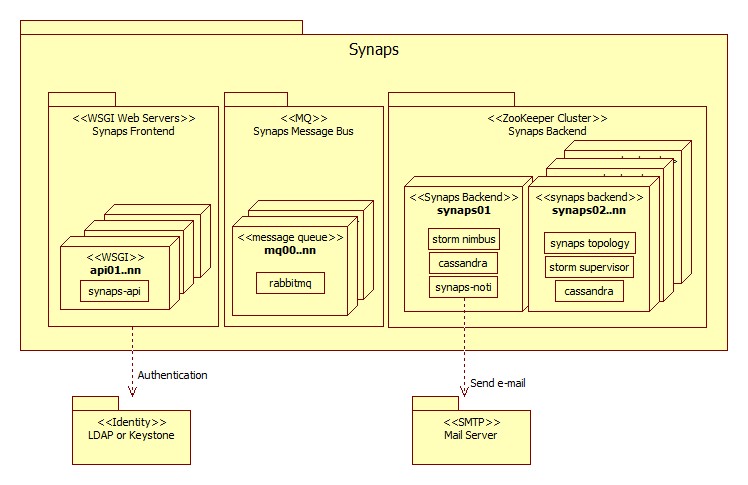 Synaps
<<WSGI Web Servers>>
Synaps Frontend
<<WSGI>>
api01..nn
synaps-api
<<MQ>>
Synaps Message Bus
<<message queue>>
mq00..nn
rabbitmq
<<ZooKeeper Cluster>>
Synaps Backend
<<Synaps Backend>>
synaps01
storm nimbus
cassandra
synaps-noti
<<synaps backend>>
synaps02..nn
synaps topology
storm supervisor
cassandra
Authentication
Send e-mail
<<Identity>>
LDAP or Keystone
<<SMTP>>
Mail Server